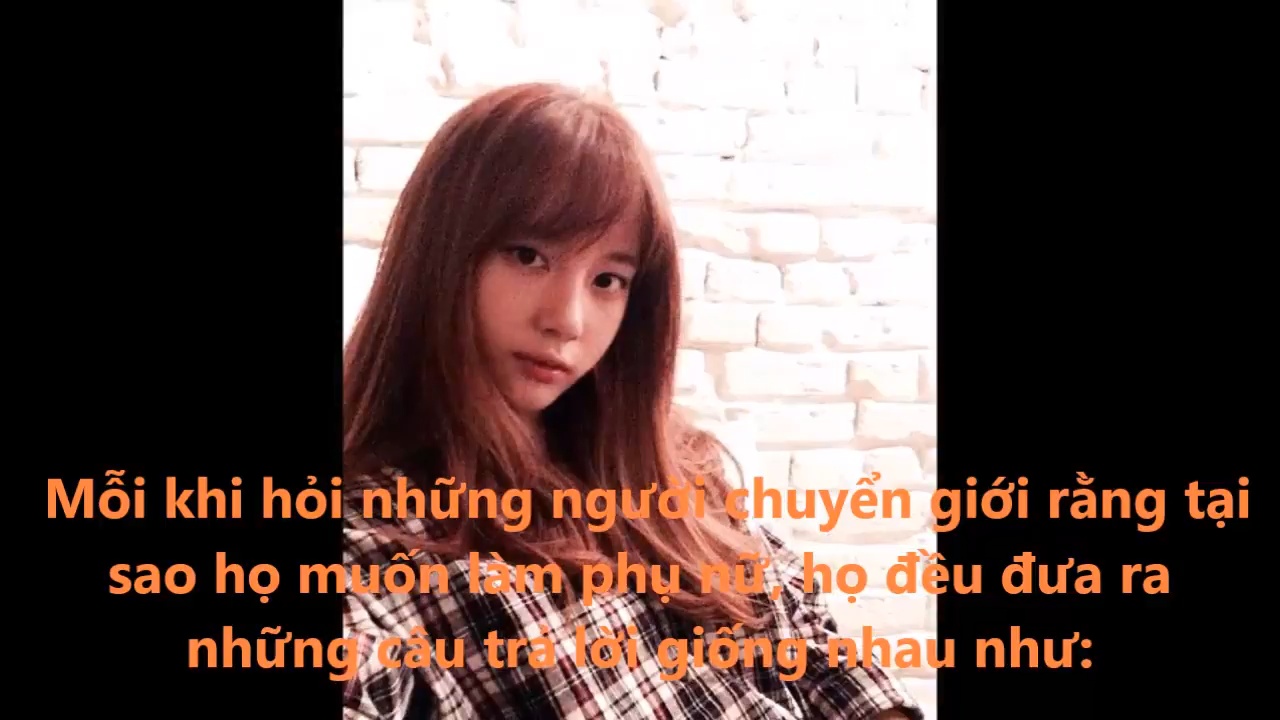 Mỗi khi hỏi những người chuyển giới rằng tại
sao họ muốn làm phụ nữ, họ đều đưa ra
những câu trả lời giống nhau như: